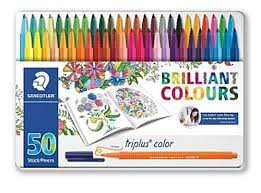 BRILLIANT
COLOURS
STAEDTLER
50
Stück/Pieces
triplus® color